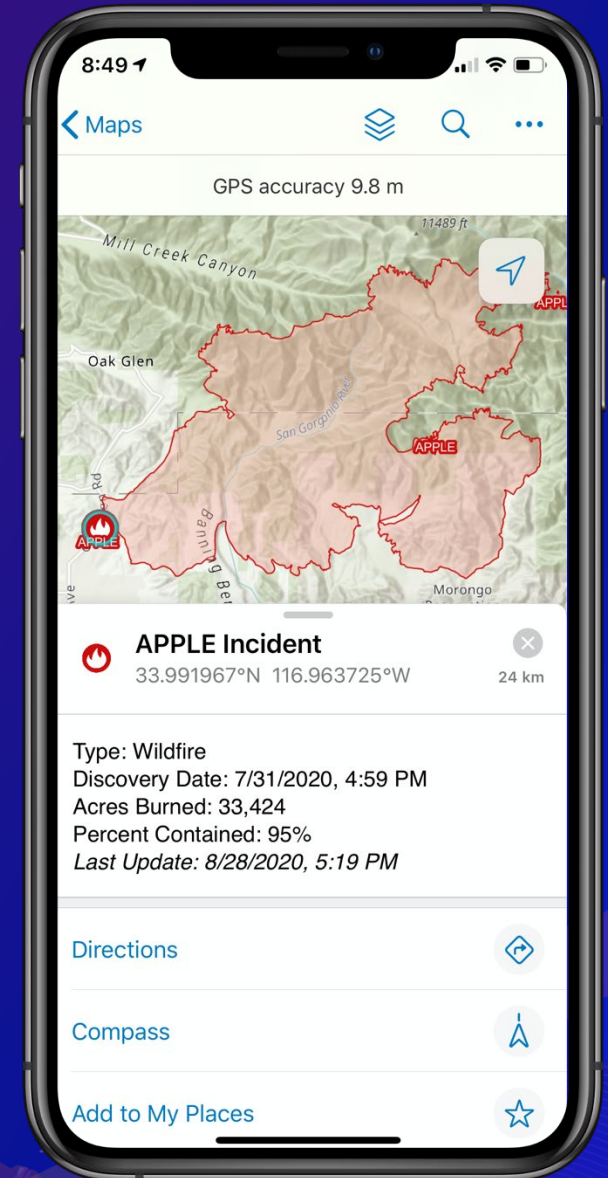 8:49
Maps
GPS accuracy 9.8 m
11489 ft
Mill Creek Canyon
APPL
Oak Glen
San Gorgonio River
APPLE
Rd
APPLE
Banning Be
Morongo
APPLE Incident
33.991967°N 116.963725°W
24 km
Type: Wildfire
Discovery Date: 7/31/2020, 4:59 PM
Acres Burned: 33,424
Percent Contained: 95%
Last Update: 8/28/2020, 5:19 PM
Directions
Compass
Add to My Places